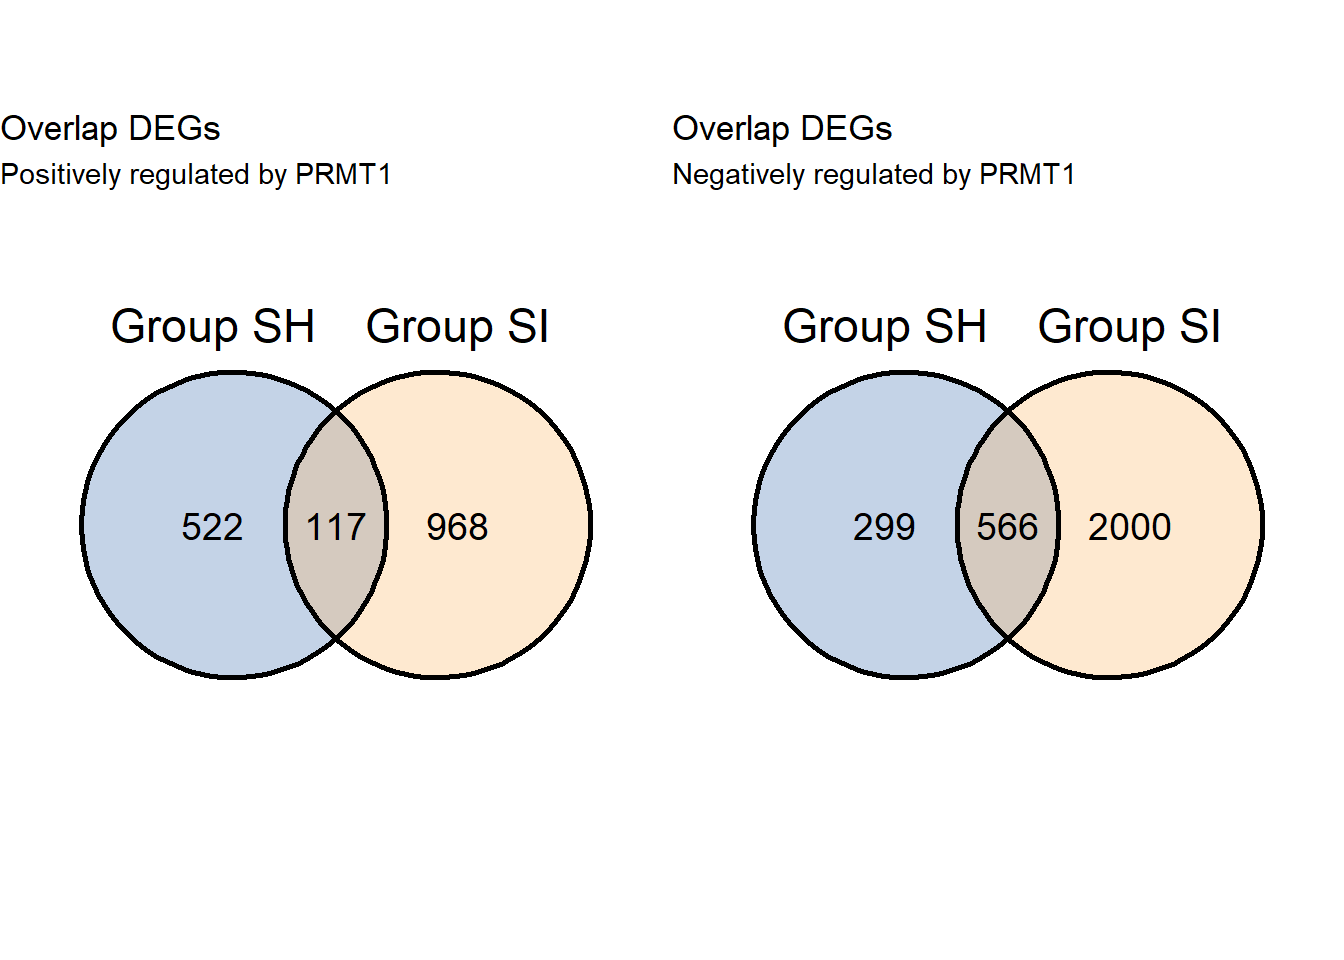 Overlap DEGs
Positively regulated by PRMT1
Group SH Group SI
522 117 968
Overlap DEGs
Negatively regulated by PRMT1
Group SH Group SI
299 566 2000